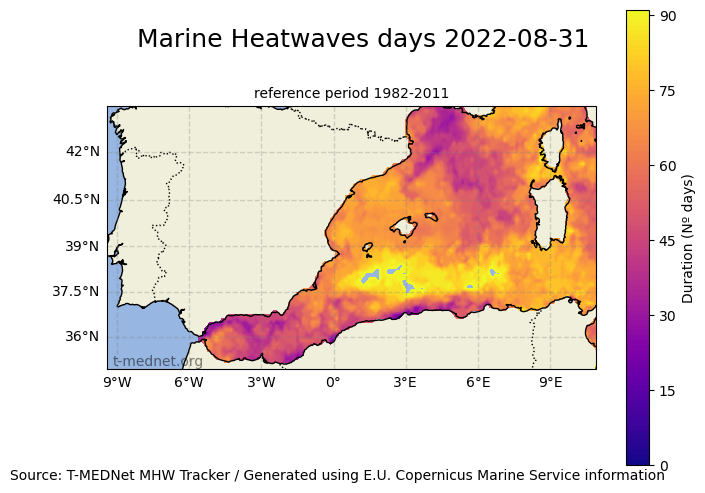 Marine Heatwaves days 2022-08-31
reference period 1982-2011
90
75
60
45
30
15
0
Duration (Nº days)
42°N
40.5°N
39°N
37.5°N
36°N
t-mednet.org
9°W 6°W 3°W 0° 3°E 6°E 9°E
Source: T-MEDNet MHW Tracker / Generated using E.U. Copernicus Marine Service information